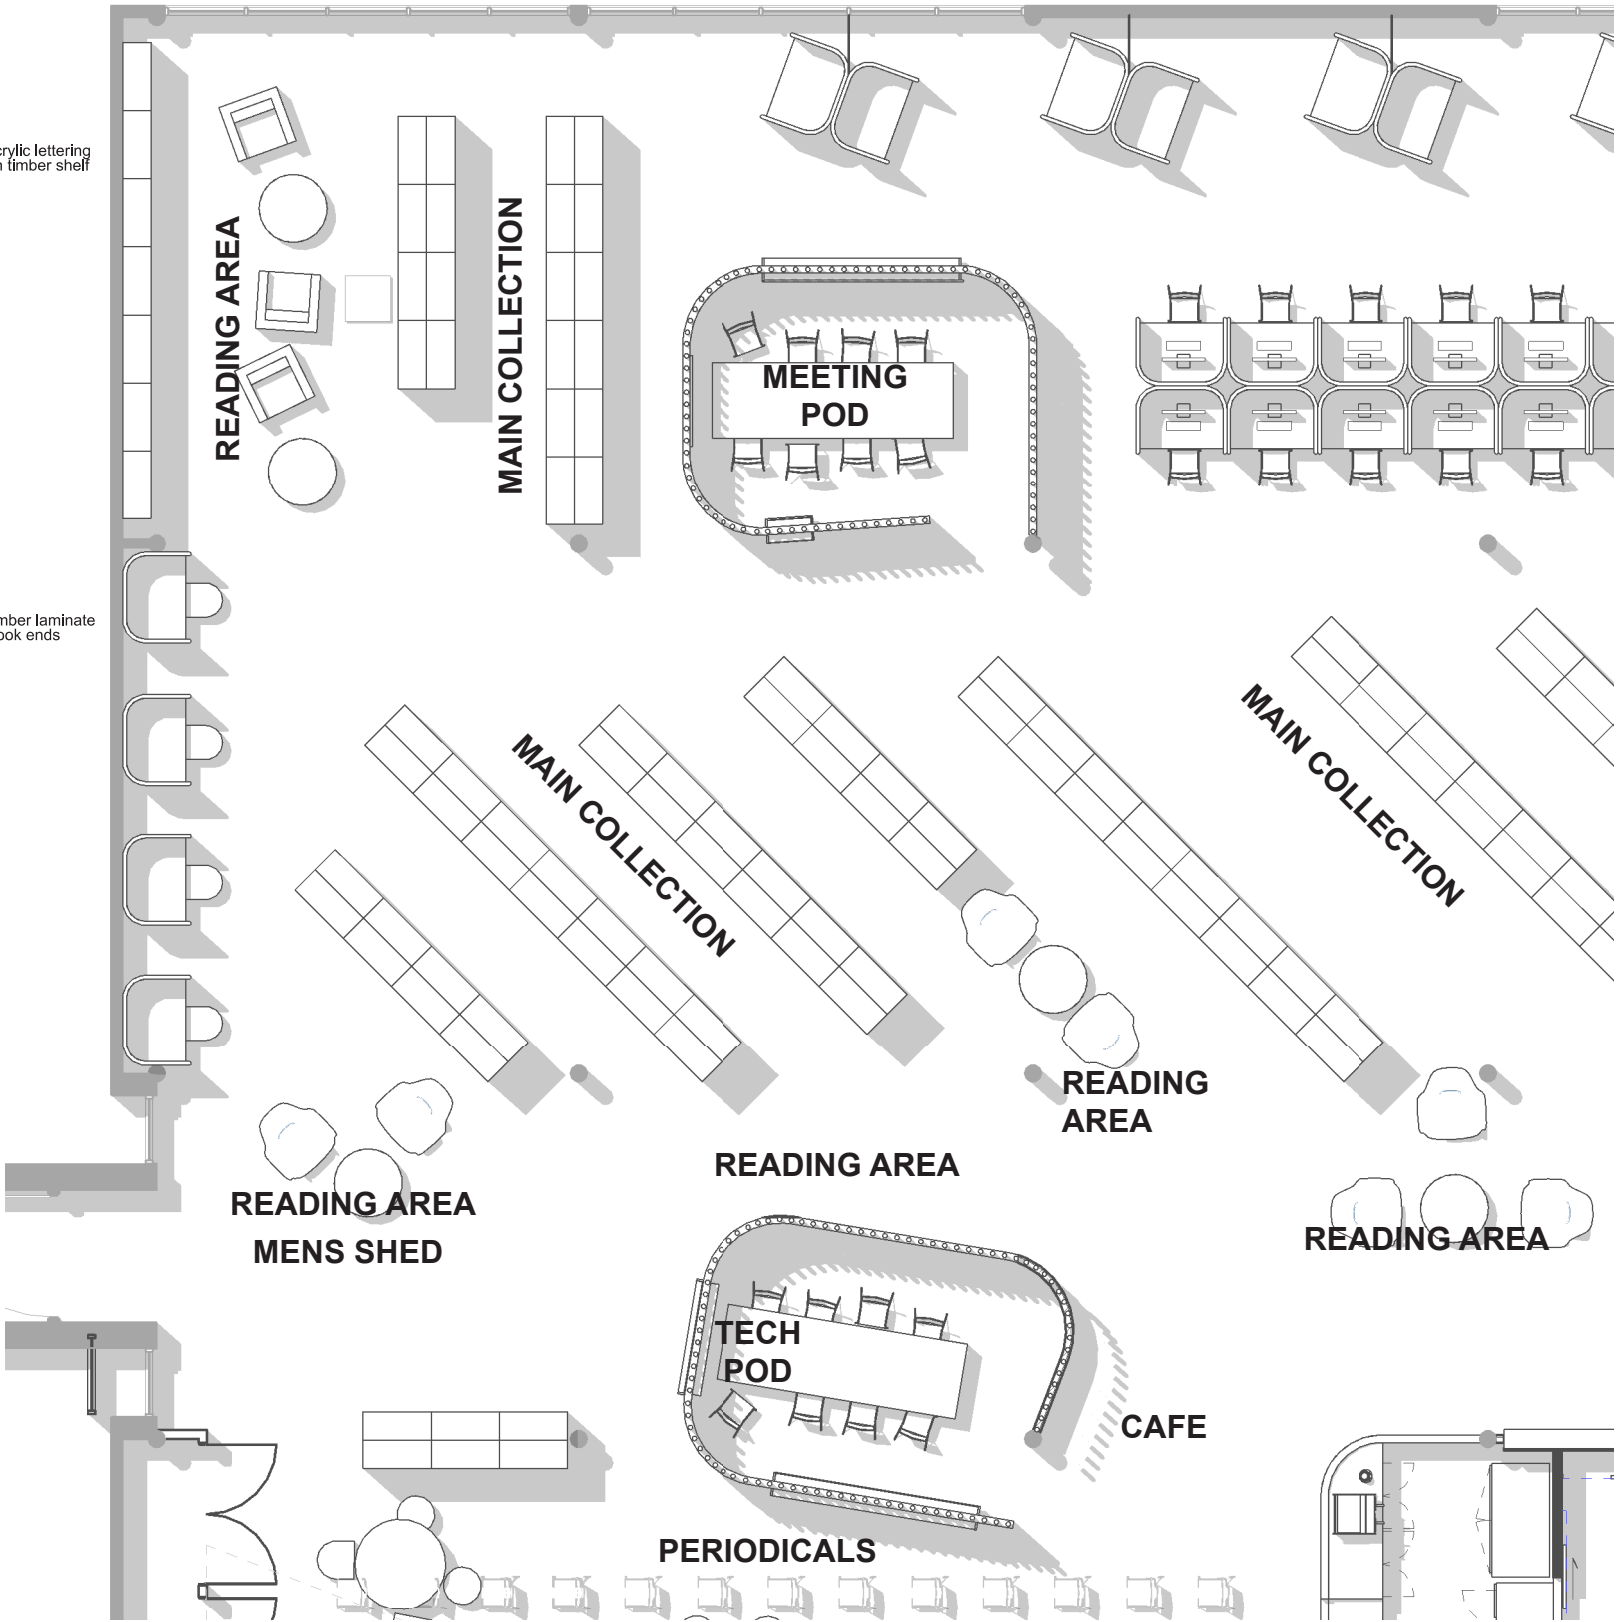 crylic lettering
timber shelf
READING AREA
MAIN COLLECTION
MEETING
POD
mber laminate
ook ends
MAIN COLLECTION
MAIN COLLECTION
READING
AREA
READING AREA
READING AREA
MENS SHED
READING AREA
TECH
POD
CAFE
PERIODICALS